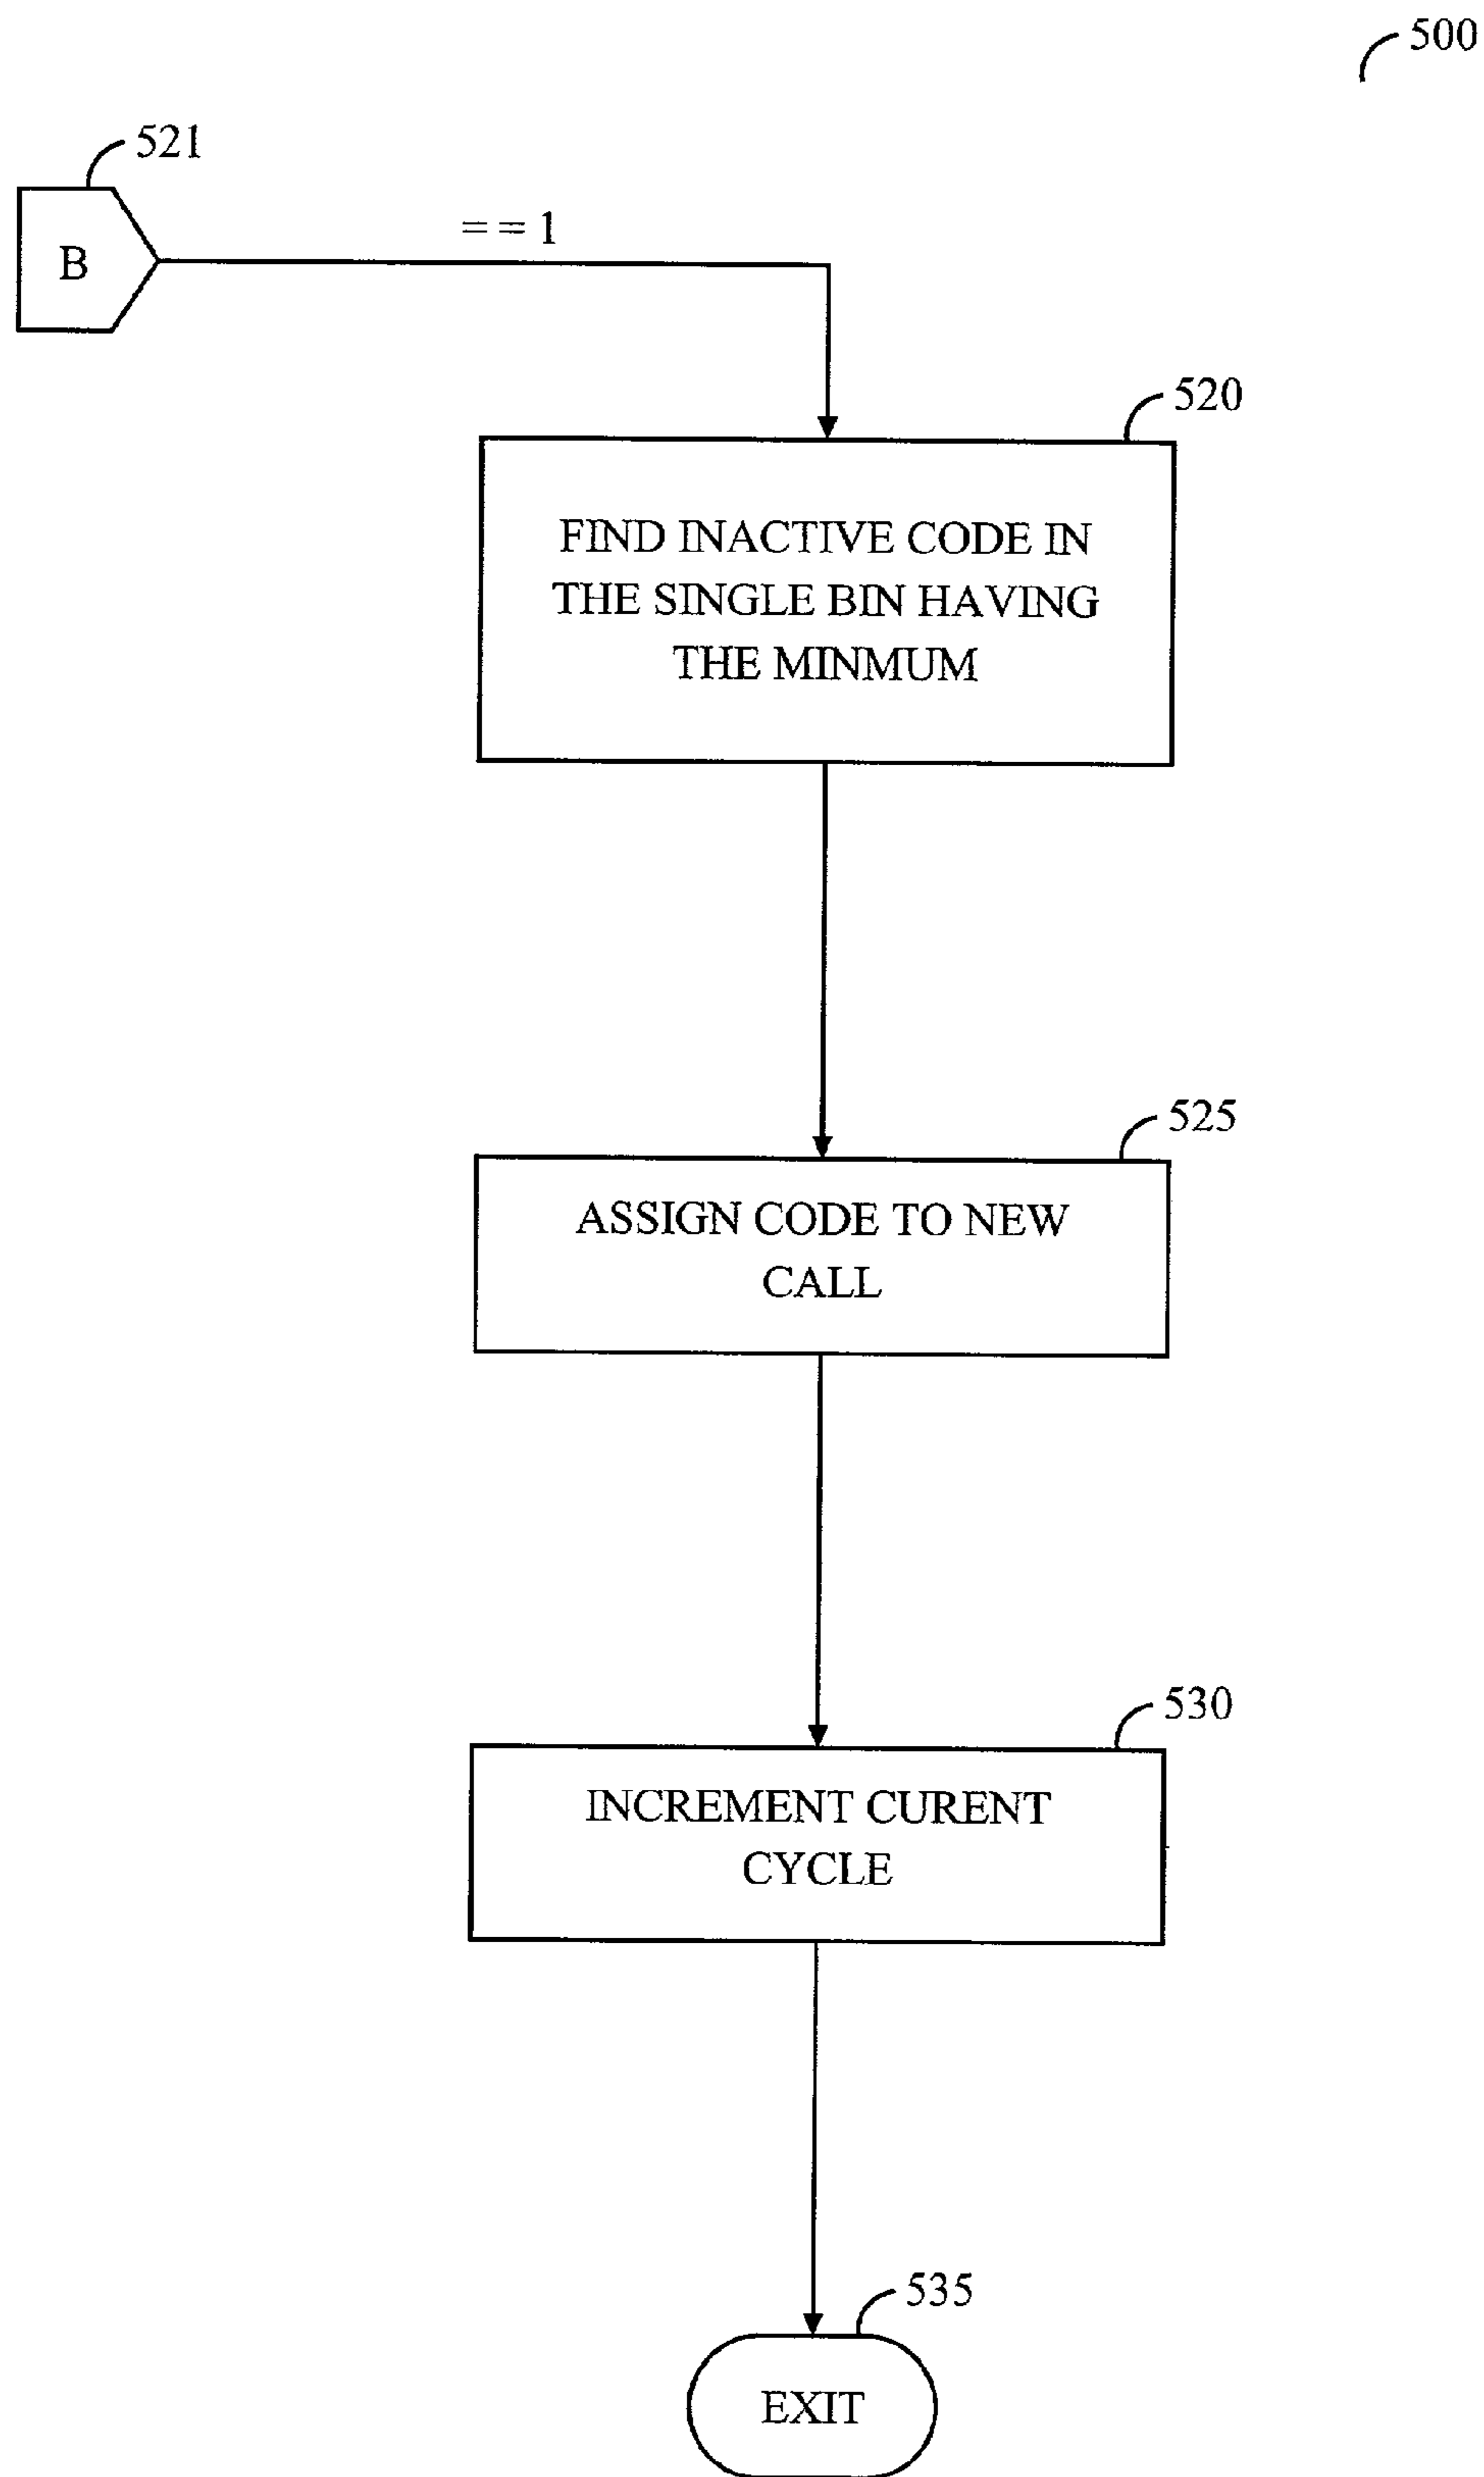 500
521
B
= = 1
520
FIND INACTIVE CODE IN
THE SINGLE BIN HAVING
THE MINMUM
525
ASSIGN CODE TO NEW
CALL
530
INCREMENT CURENT
CYCLE
535
EXIT